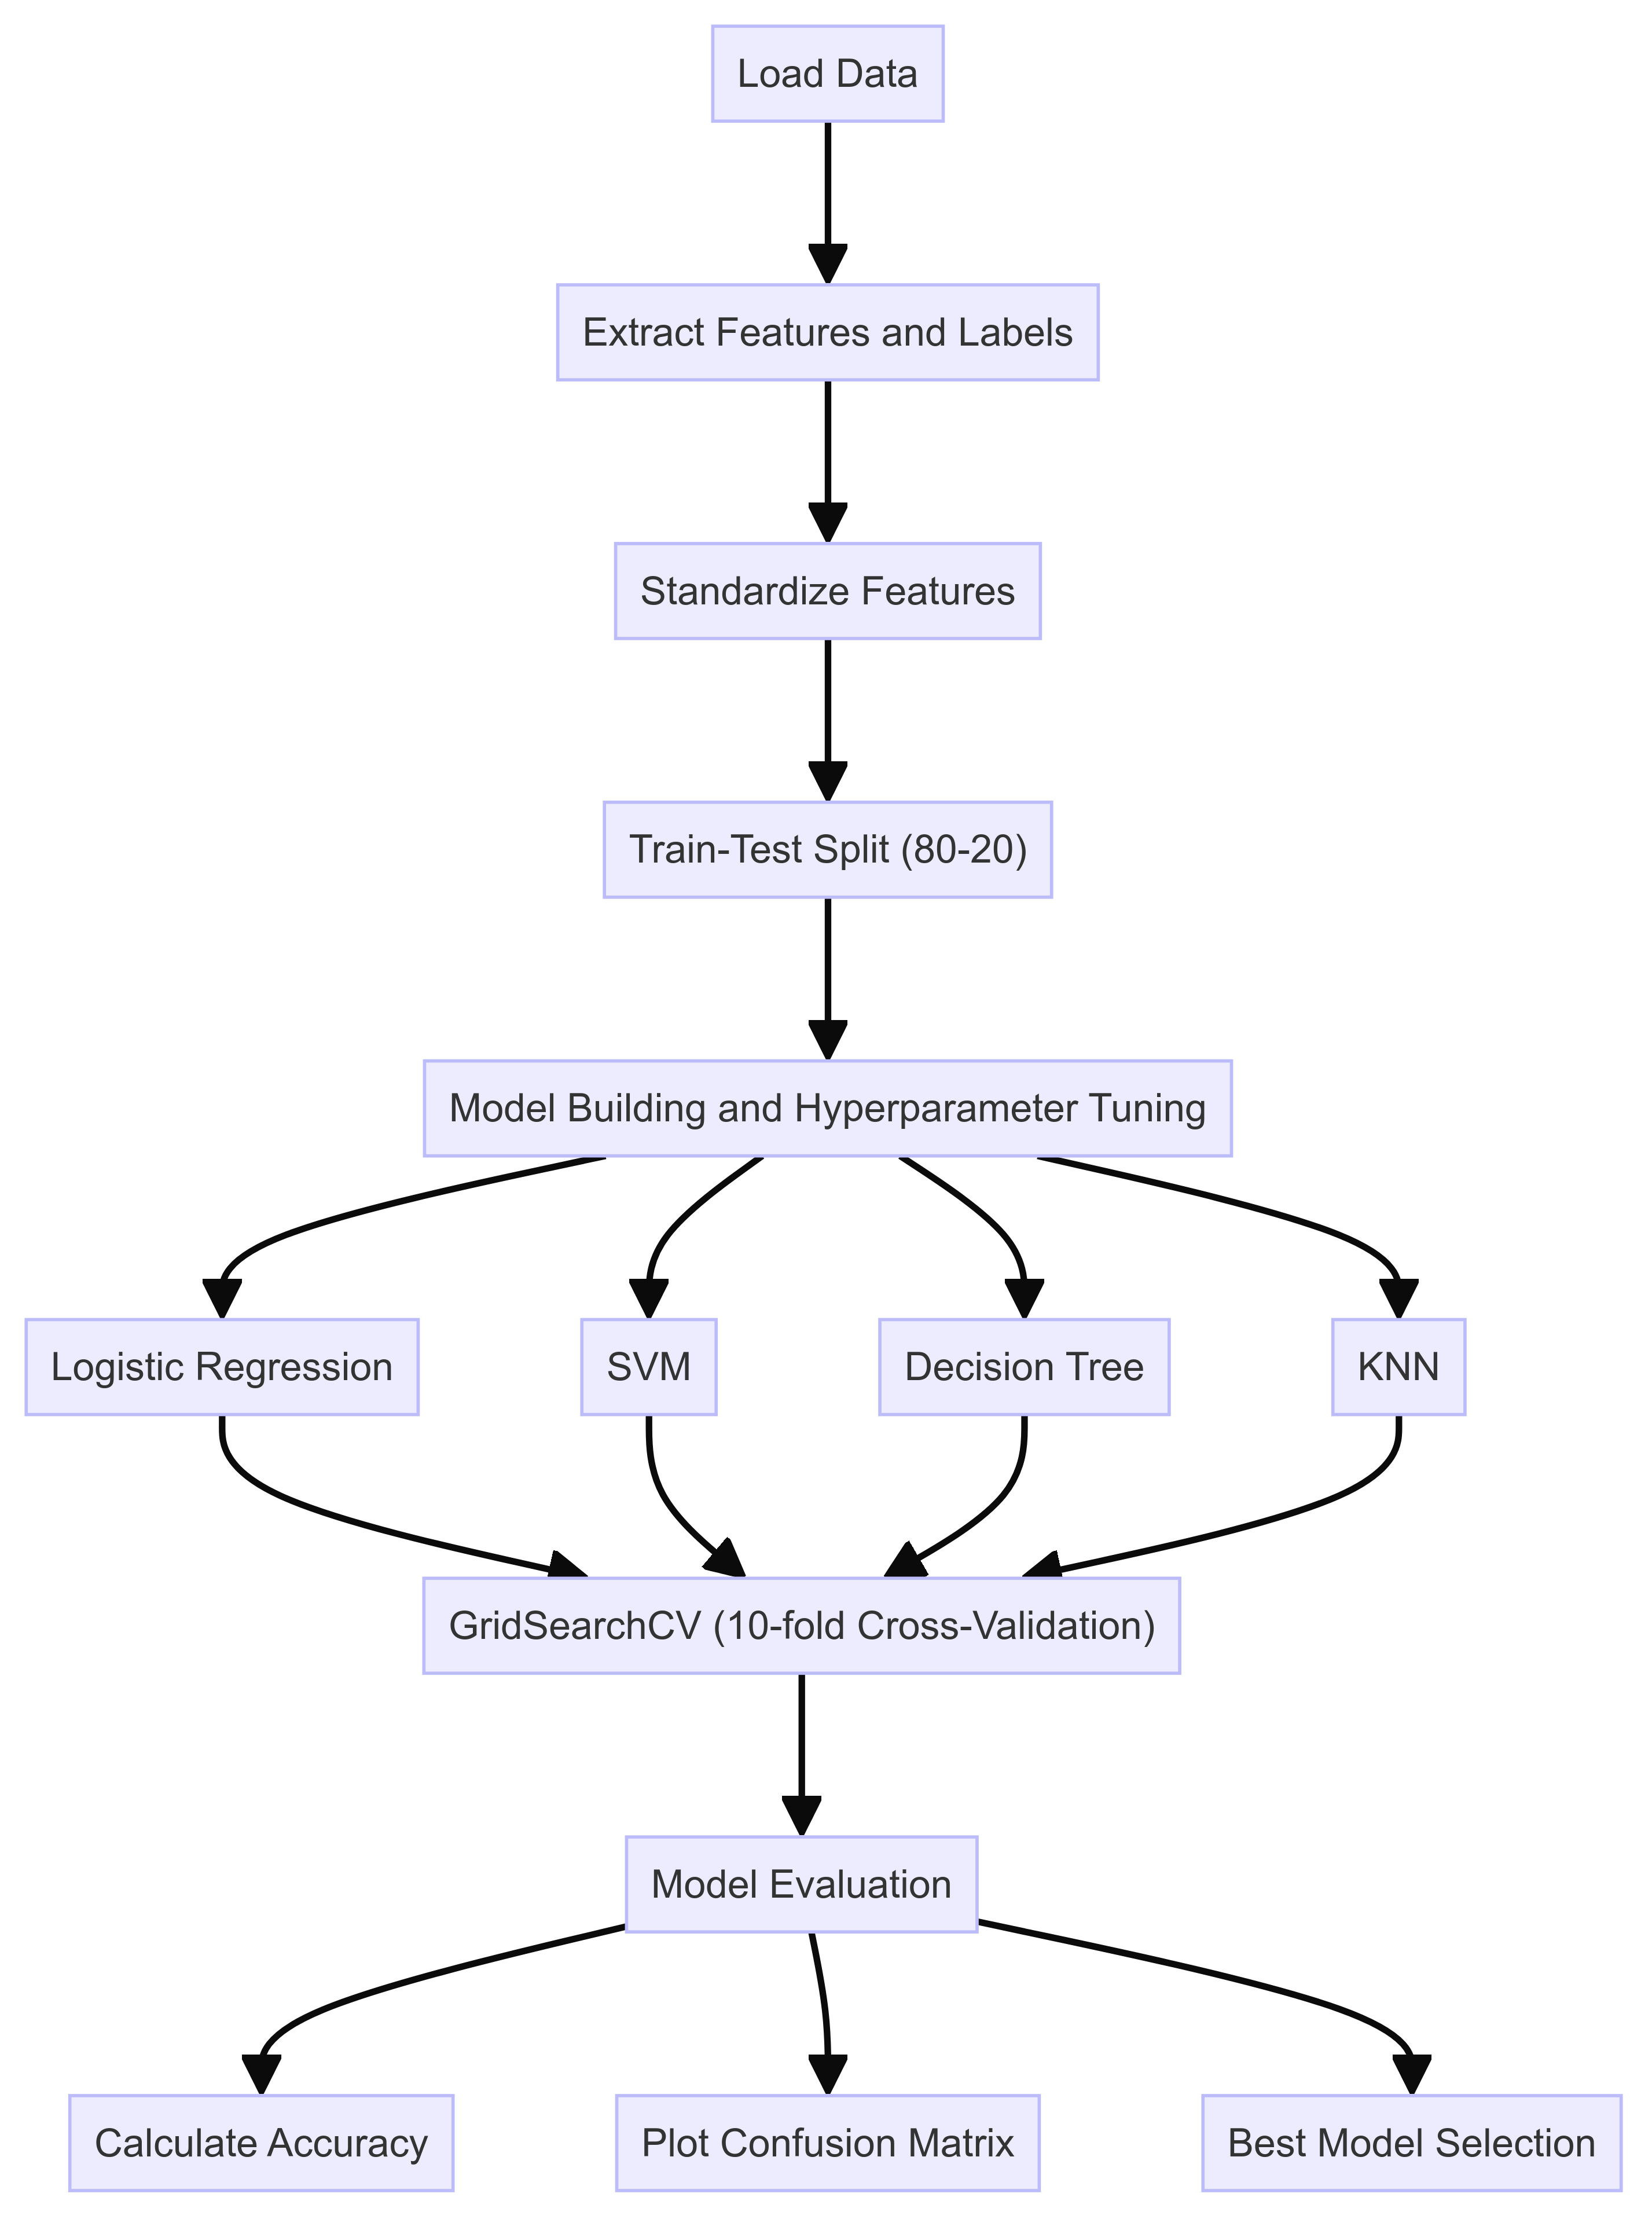 Load Data
Extract Features and Labels
Standardize Features
Train-Test Split (80-20)
Model Building and Hyperparameter Tuning
Logistic Regression
SVM
Decision Tree
KNN
GridSearchCV (10-fold Cross-Validation)
Model Evaluation
Calculate Accuracy
Plot Confusion Matrix
Best Model Selection